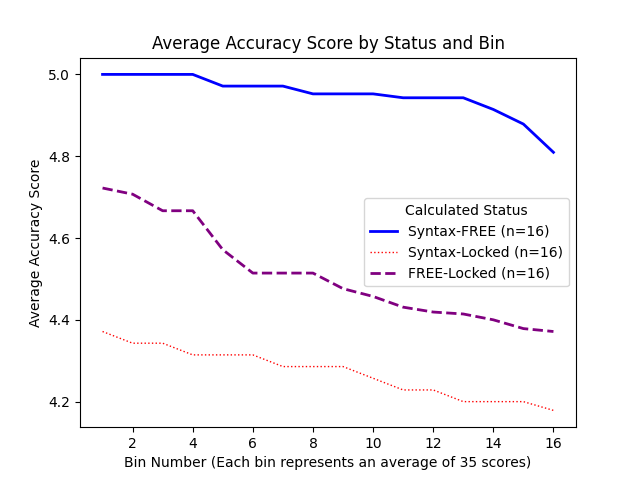 Average Accuracy Score by Status and Bin
Average Accuracy Score
5.0
4.8
4.6
4.4
4.2
Calculated Status
Syntax-FREE (n=16)
Syntax-Locked (n=16)
FREE-Locked (n=16)
2 4 6 8 10 12 14 16
Bin Number (Each bin represents an average of 35 scores)